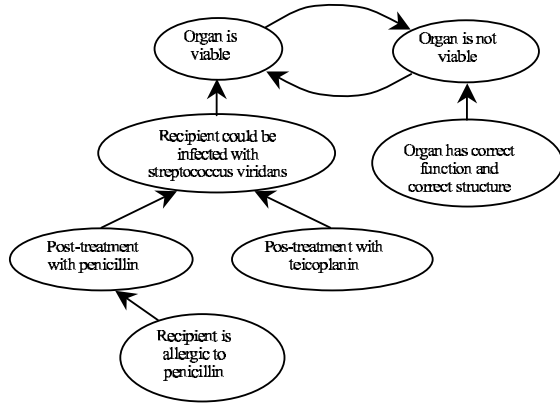 Organ is
viable
Organ is not
viable
Recipient could be
infected with
streptococcus viridans
Organ has correct
function and
correct structure
Post-treatment
with penicillin
Pos-treatment with
teicoplanin
Recipient is
allergic to
penicillin